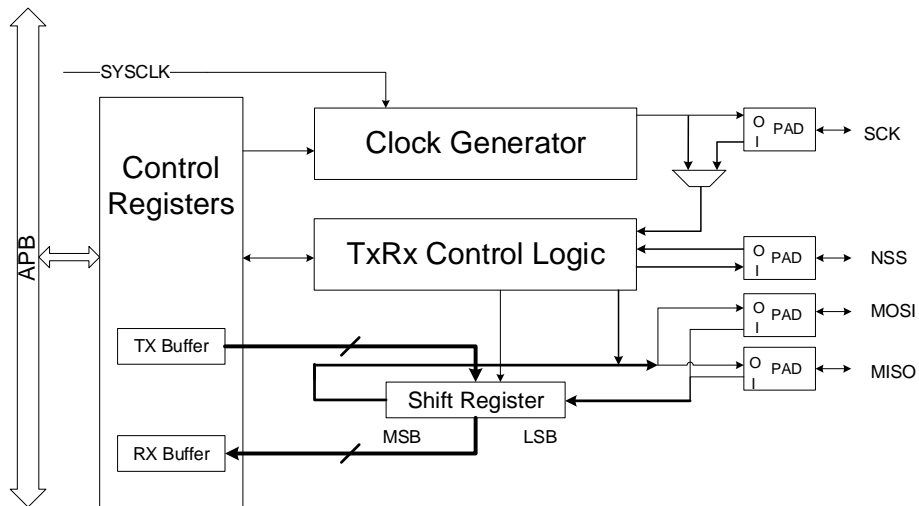 SYSCLK
Clock Generator
O
I
PAD
SCK
Control
Registers
APB
TxRx Control Logic
O
I
PAD
NSS
O
I
PAD
MOSI
TX Buffer
O
I
PAD
MISO
Shift Register
MSB
LSB
RX Buffer